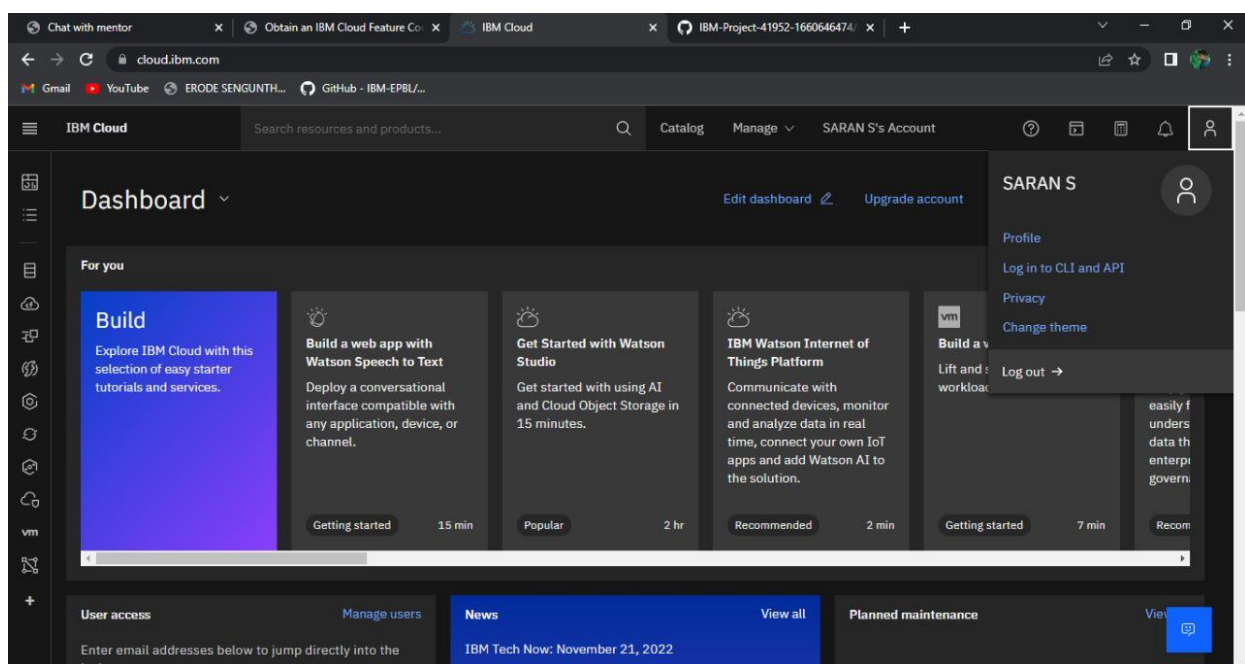 Chat with mentor
Obtain an IBM Cloud Feature Co
IBM Cloud
IBM-Project-41952-1660646474/
cloud.ibm.com
Gmail
YouTube
ERODE SENGUNTH...
GitHub - IBM-EPBL/...
IBM Cloud
Search resources and products...
Catalog
Manage
SARAN S's Account
Dashboard
Edit dashboard
Upgrade account
SARAN S
Profile
Log in to CLI and API
Privacy
Change theme
Log out →
For you
Build
Explore IBM Cloud with this
selection of easy starter
tutorials and services.
Build a web app with
Watson Speech to Text
Deploy a conversational
interface compatible with
any application, device, or
channel.
Getting started
15 min
Get Started with Watson
Studio
Get started with using AI
and Cloud Object Storage in
15 minutes.
Popular
2 hr
IBM Watson Internet of
Things Platform
Communicate with
connected devices, monitor
and analyze data in real
time, connect your own IoT
apps and add Watson AI to
the solution.
Recommended
2 min
vm
Build a
Lift and
Getting started
7 min
easily
data
vm
User access
Manage users
Enter email addresses below to jump directly into the
News
View all
IBM Tech Now: November 21, 2022
Planned maintenance